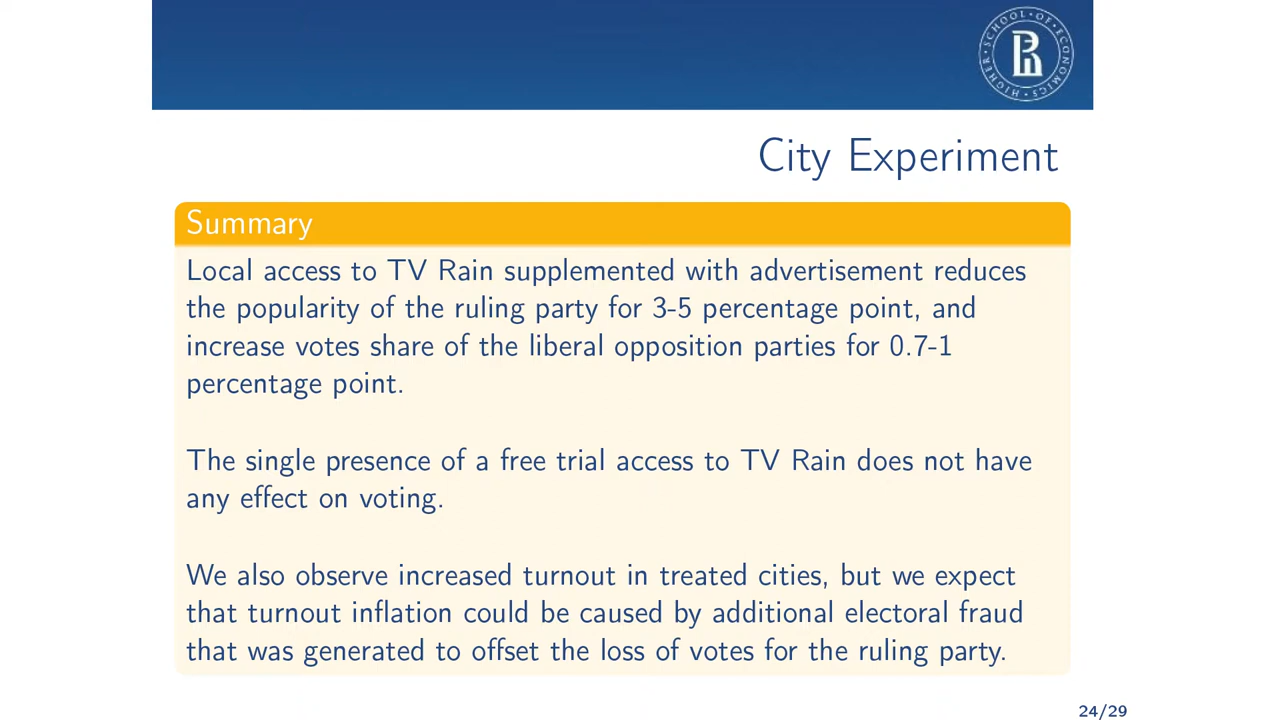 HIGHER • SCHOOL • OF • ECONOMICS •
City Experiment
Summary
Local access to TV Rain supplemented with advertisement reduces
the popularity of the ruling party for 3-5 percentage point, and
increase votes share of the liberal opposition parties for 0.7-1
percentage point.
The single presence of a free trial access to TV Rain does not have
any effect on voting.
We also observe increased turnout in treated cities, but we expect
that turnout inflation could be caused by additional electoral fraud
that was generated to offset the loss of votes for the ruling party.
24/29